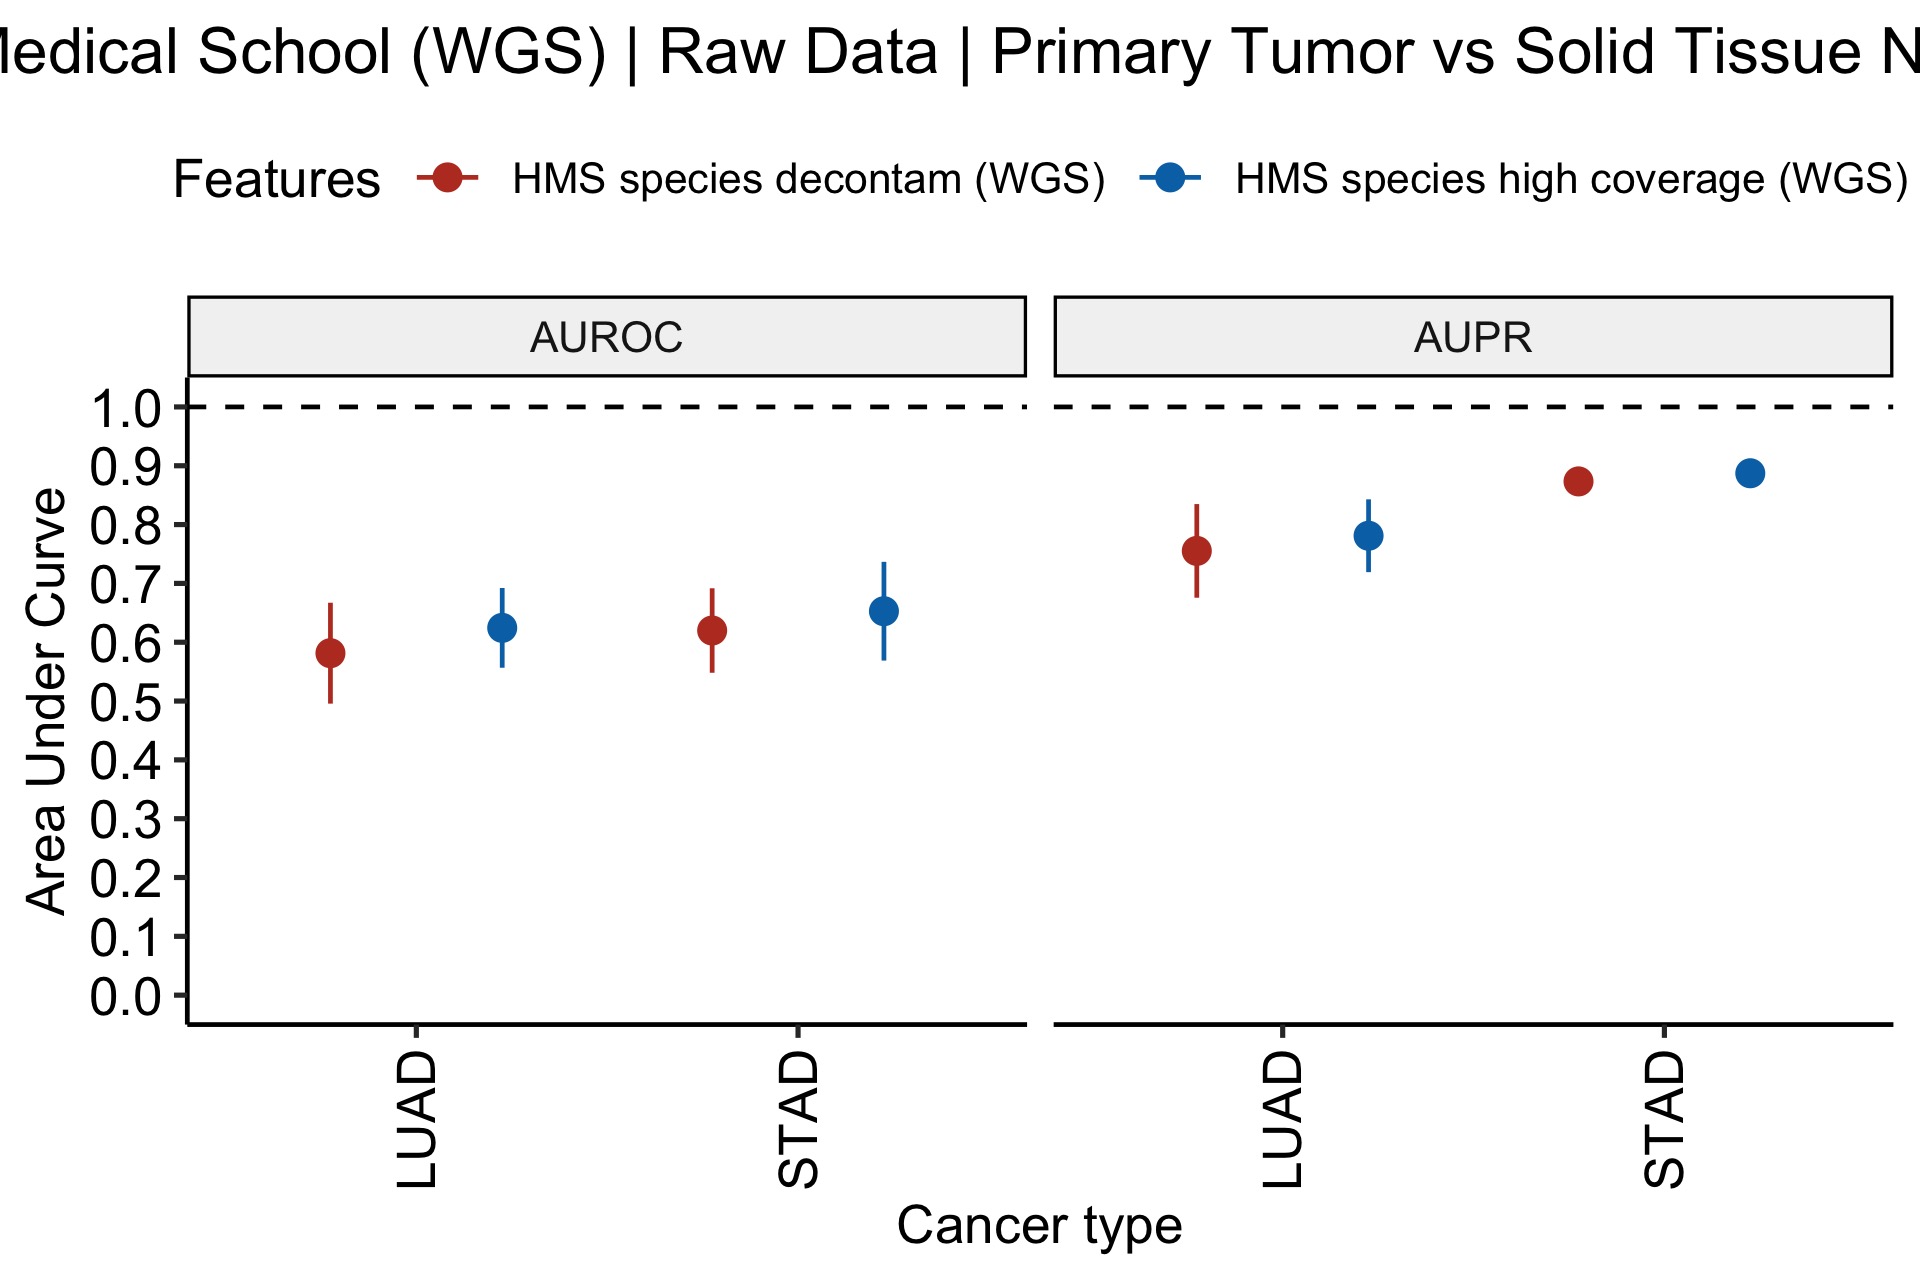 Medical School (WGS) | Raw Data | Primary Tumor vs Solid Tissue N
Features HMS species decontam (WGS) HMS species high coverage (WGS)
AUROC AUPR
Area Under Curve
1.0
0.9
0.8
0.7
0.6
0.5
0.4
0.3
0.2
0.1
0.0
LUAD STAD LUAD STAD
Cancer type